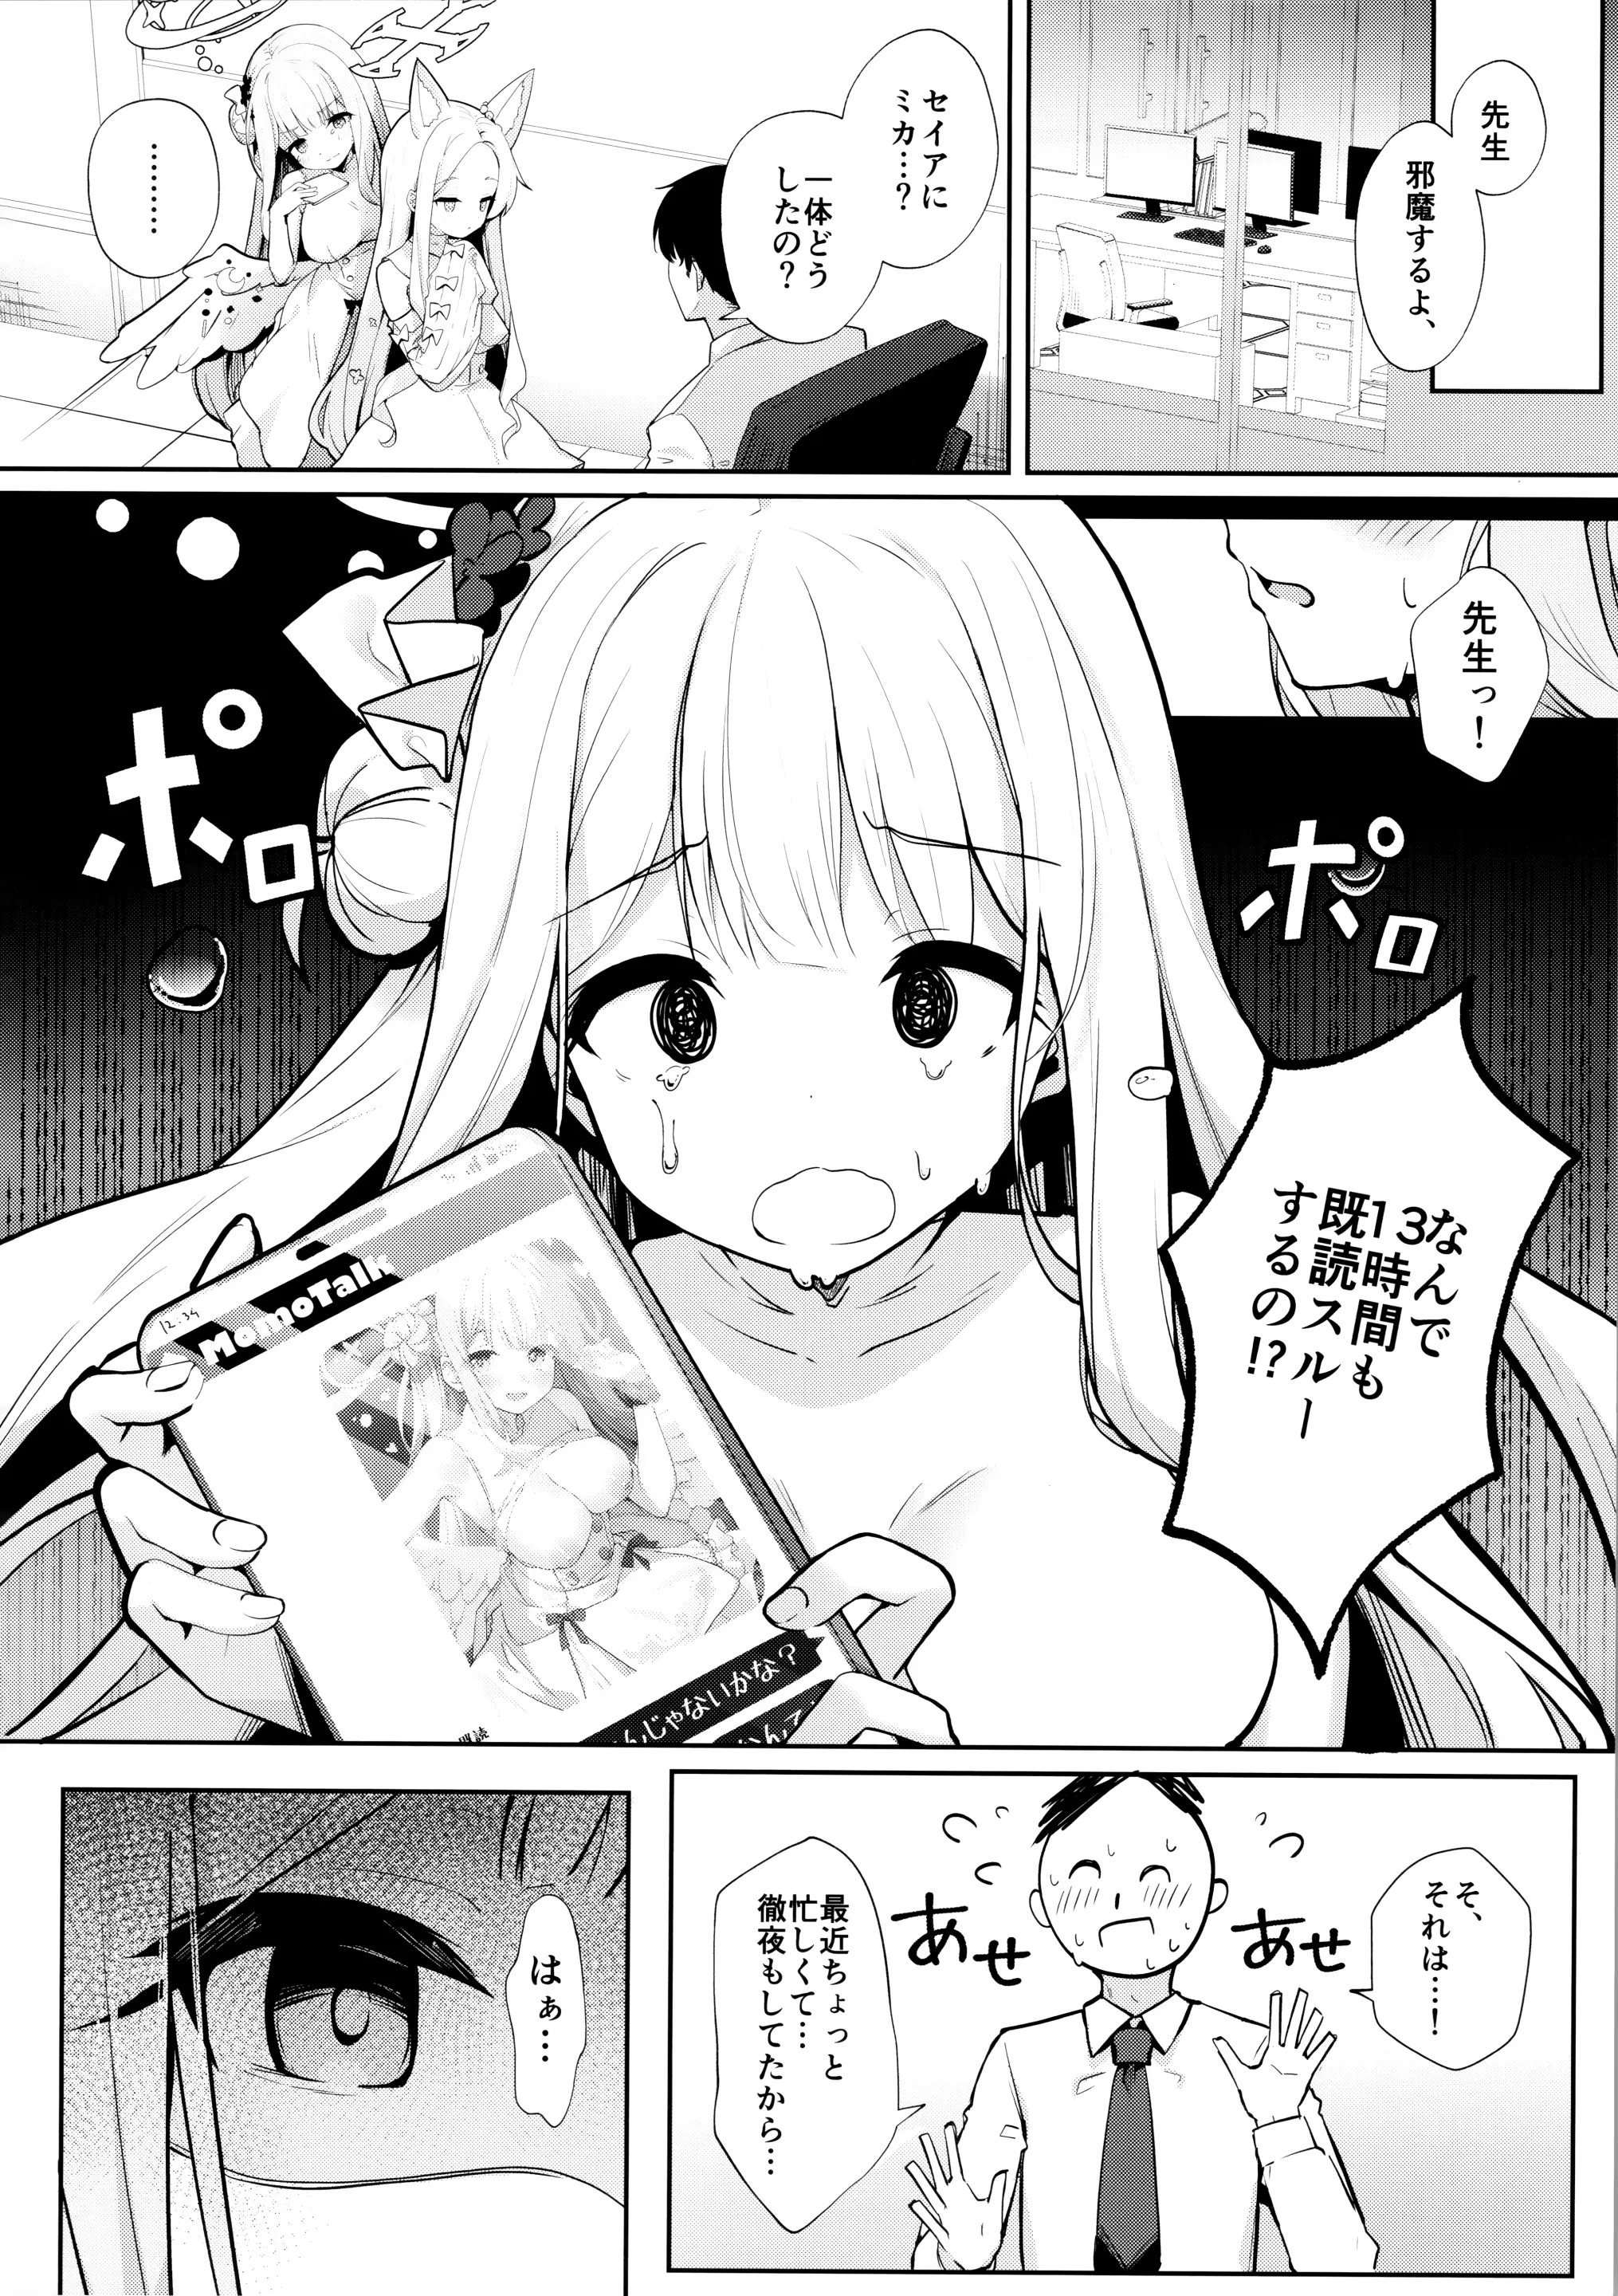 邪魔するよ、
先生
セイアに
ミカ…?
一体どう
したの?
………
先生っ!
ポロ
ポロ
なんで
13時間も
既読スルー
するの!?
12:34
MomoTalk
んじゃないかな?
そ、
それは…!
あせ
あせ
最近ちょっと
忙しくて…
徹夜もしてたから…
はぁ…